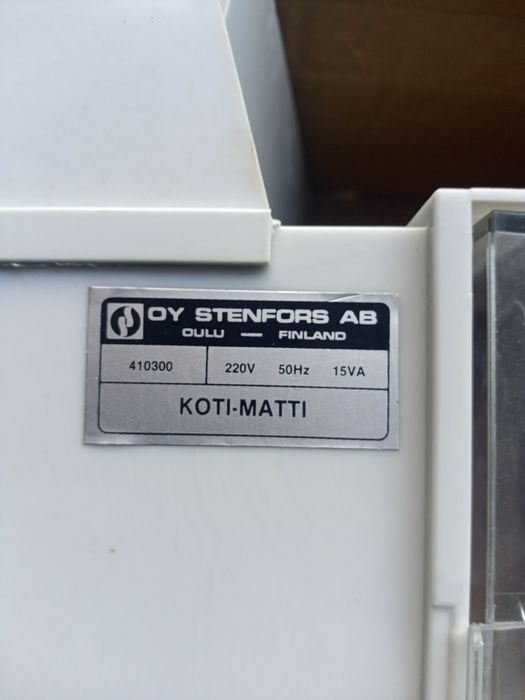 OY STENFORS AB
OULU — FINLAND
410300 220V 50Hz 15VA
KOTI-MATTI